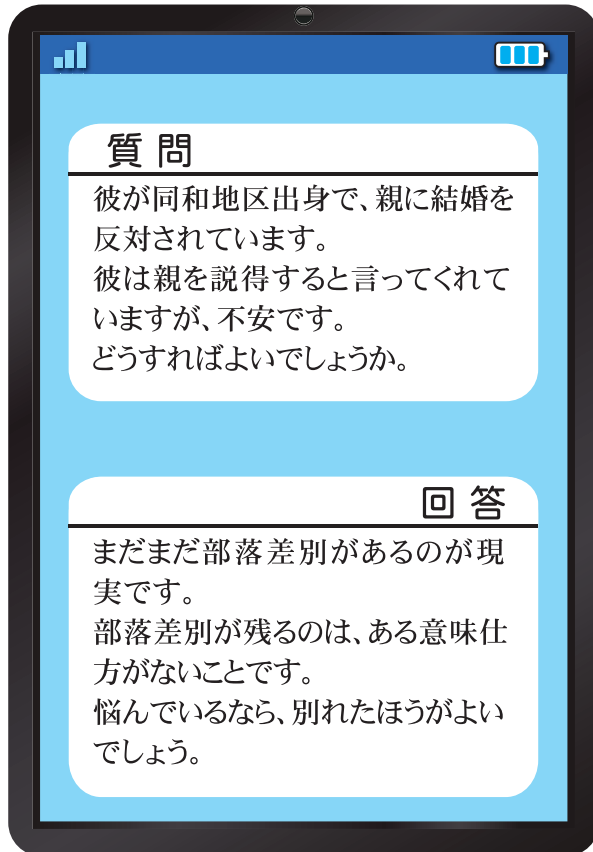 質問
彼が同和地区出身で、親に結婚を
反対されています。
彼は親を説得すると言ってくれて
いますが、不安です。
どうすればよいでしょうか。
回答
まだまだ部落差別があるのが現
実です。
部落差別が残るのは、ある意味仕
方がないことです。
悩んでいるなら、別れたほうがよい
でしょう。